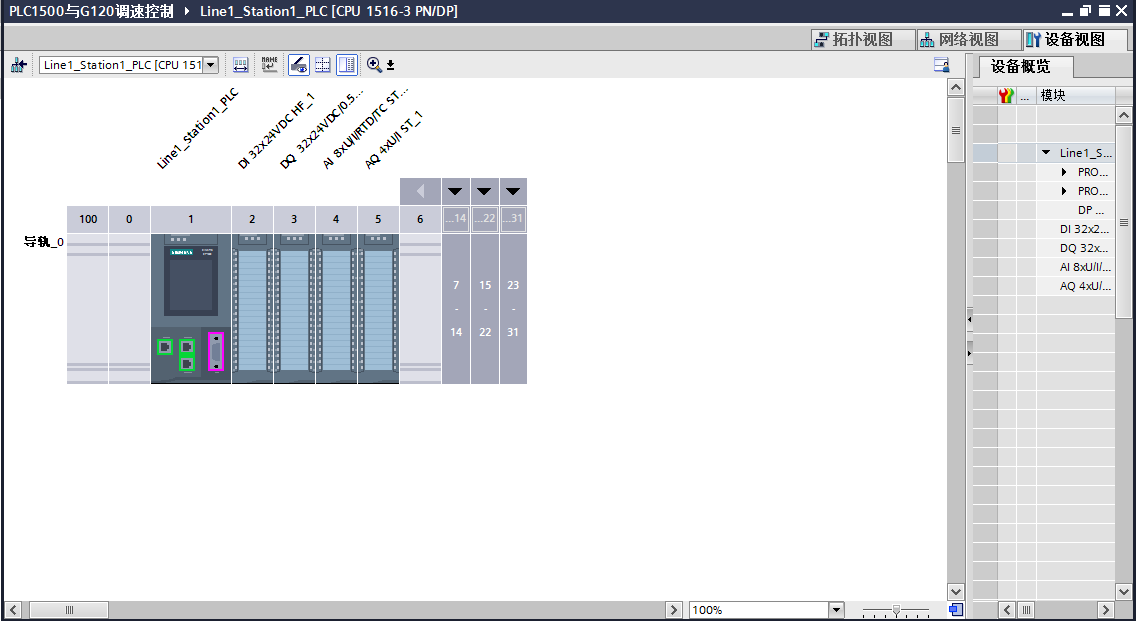 PLC1500与G120调速控制 ▸ Line1_Station1_PLC [CPU 1516-3 PN/DP]
拓扑视图 网络视图 设备视图
Line1_Station1_PLC [CPU 151
设备概览
... 模块
Line1_Station1_PLC
DI 32x24VDC HF_1
DQ 32x24VDC/0.5...
AI 8xU/I/RTD/TC ST...
AQ 4xU/I ST_1
100 0 1 2 3 4 5 6 ...14 ...22 ...31
导轨_0
SIEMENS
7 15 23
- - -
14 22 31
Line1_S...
PRO...
PRO...
DP ...
DI 32x2...
DQ 32x...
AI 8xU/I/...
AQ 4xU/...
100%